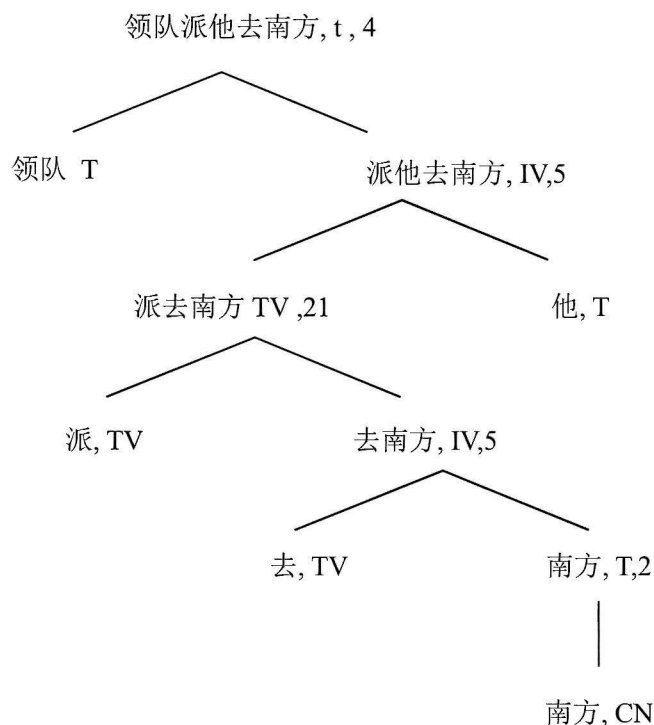 领队派他去南方, t , 4
领队 T
派他去南方, IV,5
派去南方 TV ,21
他, T
派, TV
去南方, IV,5
去, TV
南方, T,2
南方, CN